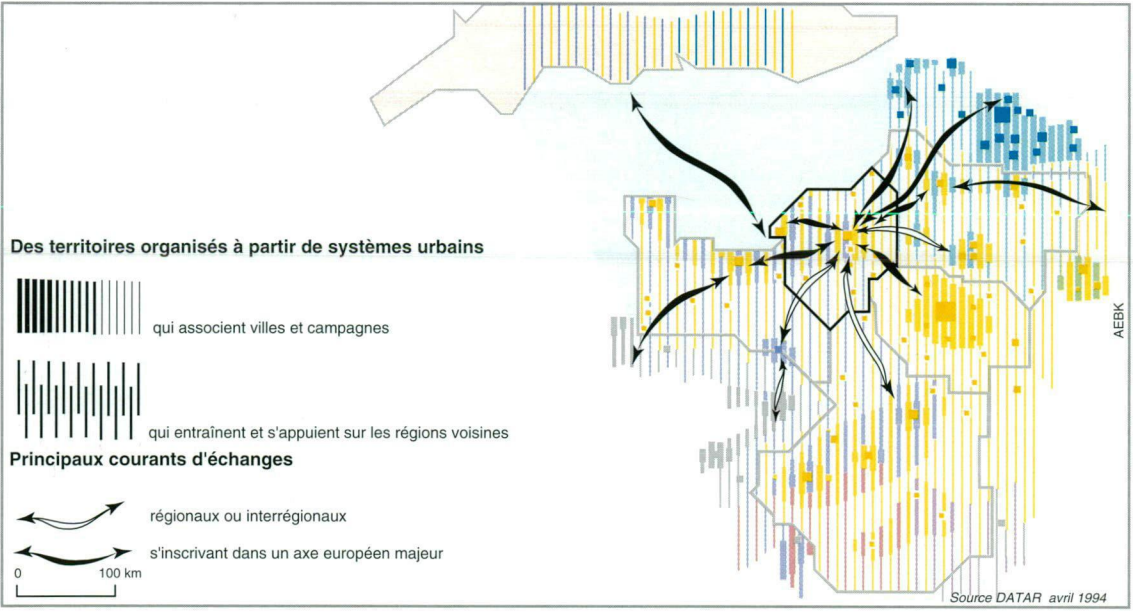 Des territoires organisés à partir de systèmes urbains
qui associent villes et campagnes
qui entraînent et s'appuient sur les régions voisines
Principaux courants d'échanges
régionaux ou interrégionaux
s'inscrivant dans un axe européen majeur
0 100 km
AEBK
Source DATAR avril 1994